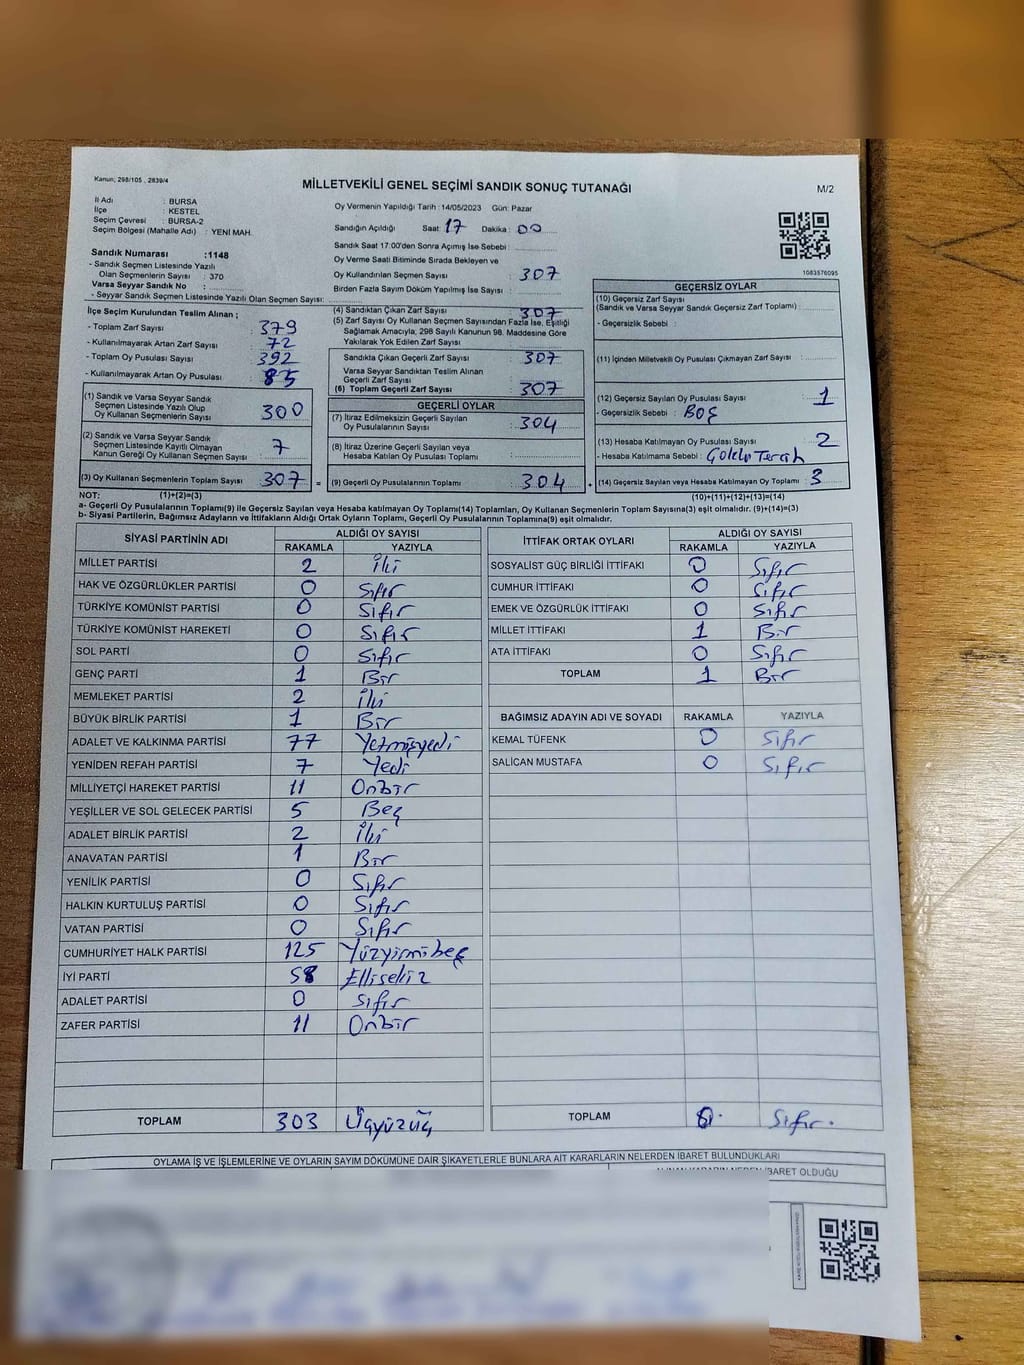 Kanun; 298/105 , 2839/4
MİLLETVEKİLİ GENEL SEÇİMİ SANDIK SONUÇ TUTANAĞI
M/2
İl Adı : BURSA
İlçe : KESTEL
Seçim Çevresi : BURSA-2
Seçim Bölgesi (Mahalle Adı) : YENİ MAH.
Sandık Numarası :1148
- Sandık Seçmen Listesinde Yazılı
Olan Seçmenlerin Sayısı : 370
Varsa Seyyar Sandık No :
- Seyyar Sandık Seçmen Listesinde Yazılı Olan Seçmen Sayısı:
Oy Vermenin Yapıldığı Tarih : 14/05/2023 Gün: Pazar
Sandığın Açıldığı Saat: 17 Dakika : 00
Sandık Saat 17:00'den Sonra Açımış İse Sebebi :
Oy Verme Saati Bitiminde Sırada Bekleyen ve
Oy Kullandırılan Seçmen Sayısı : 307
Birden Fazla Sayım Döküm Yapılmış İse Sayısı :
1083576095
İlçe Seçim Kurulundan Teslim Alınan ;
- Toplam Zarf Sayısı : 379
- Kullanılmayarak Artan Zarf Sayısı : 72
- Toplam Oy Pusulası Sayısı : 392
- Kullanılmayarak Artan Oy Pusulası : 85
(1) Sandık ve Varsa Seyyar Sandık
Seçmen Listesinde Yazılı Olup
Oy Kullanan Seçmenlerin Sayısı : 300
(2) Sandık ve Varsa Seyyar Sandık
Seçmen Listesinde Kayıtlı Olmayan
Kanun Gereği Oy Kullanan Seçmen Sayısı : 7
(3) Oy Kullanan Seçmenlerin Toplam Sayısı : 307 =
(4) Sandıktan Çıkan Zarf Sayısı : 307
(5) Zarf Sayısı Oy Kullanan Seçmen Sayısından Fazla İse, Eşitliği
Sağlamak Amacıyla; 298 Sayılı Kanunun 98. Maddesine Göre
Yakılarak Yok Edilen Zarf Sayısı :
Sandıkta Çıkan Geçerli Zarf Sayısı : 307
Varsa Seyyar Sandıktan Teslim Alınan
Geçerli Zarf Sayısı :
(6) Toplam Geçerli Zarf Sayısı : 307
GEÇERLİ OYLAR
(7) İtiraz Edilmeksizin Geçerli Sayılan
Oy Pusulalarının Sayısı : 304
(8) İtiraz Üzerine Geçerli Sayılan veya
Hesaba Katılan Oy Pusulası Toplamı :
(9) Geçerli Oy Pusulalarının Toplamı : 304
GEÇERSİZ OYLAR
(10) Geçersiz Zarf Sayısı
(Sandık ve Varsa Seyyar Sandık Geçersiz Zarf Toplamı) :
- Geçersizlik Sebebi :
(11) İçinden Milletvekili Oy Pusulası Çıkmayan Zarf Sayısı :
(12) Geçersiz Sayılan Oy Pusulası Sayısı : 1
- Geçersizlik Sebebi : Boş
(13) Hesaba Katılmayan Oy Pusulası Sayısı : 2
- Hesaba Katılmama Sebebi : Çoklu Tercih
(14) Geçersiz Sayılan veya Hesaba Katılmayan Oy Toplamı : 3
NOT: (1)+(2)=(3)
(10)+(11)+(12)+(13)=(14)
a- Geçerli Oy Pusulalarının Toplamı(9) ile Geçersiz Sayılan veya Hesaba katılmayan Oy Toplamı(14) Toplamları, Oy Kullanan Seçmenlerin Toplam Sayısına(3) eşit olmalıdır. (9)+(14)=(3)
b- Siyasi Partilerin, Bağımsız Adayların ve İttifakların Aldığı Ortak Oyların Toplamı, Geçerli Oy Pusulalarının Toplamına(9) eşit olmalıdır.
SİYASİ PARTİNİN ADI ALDIĞI OY SAYISI
RAKAMLA YAZIYLA
MİLLET PARTİSİ 2 İki
HAK VE ÖZGÜRLÜKLER PARTİSİ 0 Sıfır
TÜRKİYE KOMÜNİST PARTİSİ 0 Sıfır
TÜRKİYE KOMÜNİST HAREKETİ 0 Sıfır
SOL PARTİ 0 Sıfır
GENÇ PARTİ 1 Bir
MEMLEKET PARTİSİ 2 İki
BÜYÜK BİRLİK PARTİSİ 1 Bir
ADALET VE KALKINMA PARTİSİ 77 Yetmişyedi
YENİDEN REFAH PARTİSİ 7 Yedi
MİLLİYETÇİ HAREKET PARTİSİ 11 Onbir
YEŞİLLER VE SOL GELECEK PARTİSİ 5 Beş
ADALET BİRLİK PARTİSİ 2 İki
ANAVATAN PARTİSİ 1 Bir
YENİLİK PARTİSİ 0 Sıfır
HALKIN KURTULUŞ PARTİSİ 0 Sıfır
VATAN PARTİSİ 0 Sıfır
CUMHURİYET HALK PARTİSİ 125 Yüzyirmibeş
İYİ PARTİ 58 Ellisekiz
ADALET PARTİSİ 0 Sıfır
ZAFER PARTİSİ 11 Onbir
TOPLAM 303 Üçyüzüç
İTTİFAK ORTAK OYLARI ALDIĞI OY SAYISI
RAKAMLA YAZIYLA
SOSYALİST GÜÇ BİRLİĞİ İTTİFAKI 0 Sıfır
CUMHUR İTTİFAKI 0 Sıfır
EMEK VE ÖZGÜRLÜK İTTİFAKI 0 Sıfır
MİLLET İTTİFAKI 1 Bir
ATA İTTİFAKI 0 Sıfır
TOPLAM 1 Bir
BAĞIMSIZ ADAYIN ADI VE SOYADI RAKAMLA YAZIYLA
KEMAL TÜFENK 0 Sıfır
SALİCAN MUSTAFA 0 Sıfır
TOPLAM 0. Sıfır.
OYLAMA İŞ VE İŞLEMLERİNE VE OYLARIN SAYIM DÖKÜMÜNE DAİR ŞİKAYETLERLE BUNLARA AİT KARARLARIN NELERDEN İBARET BULUNDUKLARI
ALINAN KARARIN NEDEN İBARET OLDUĞU